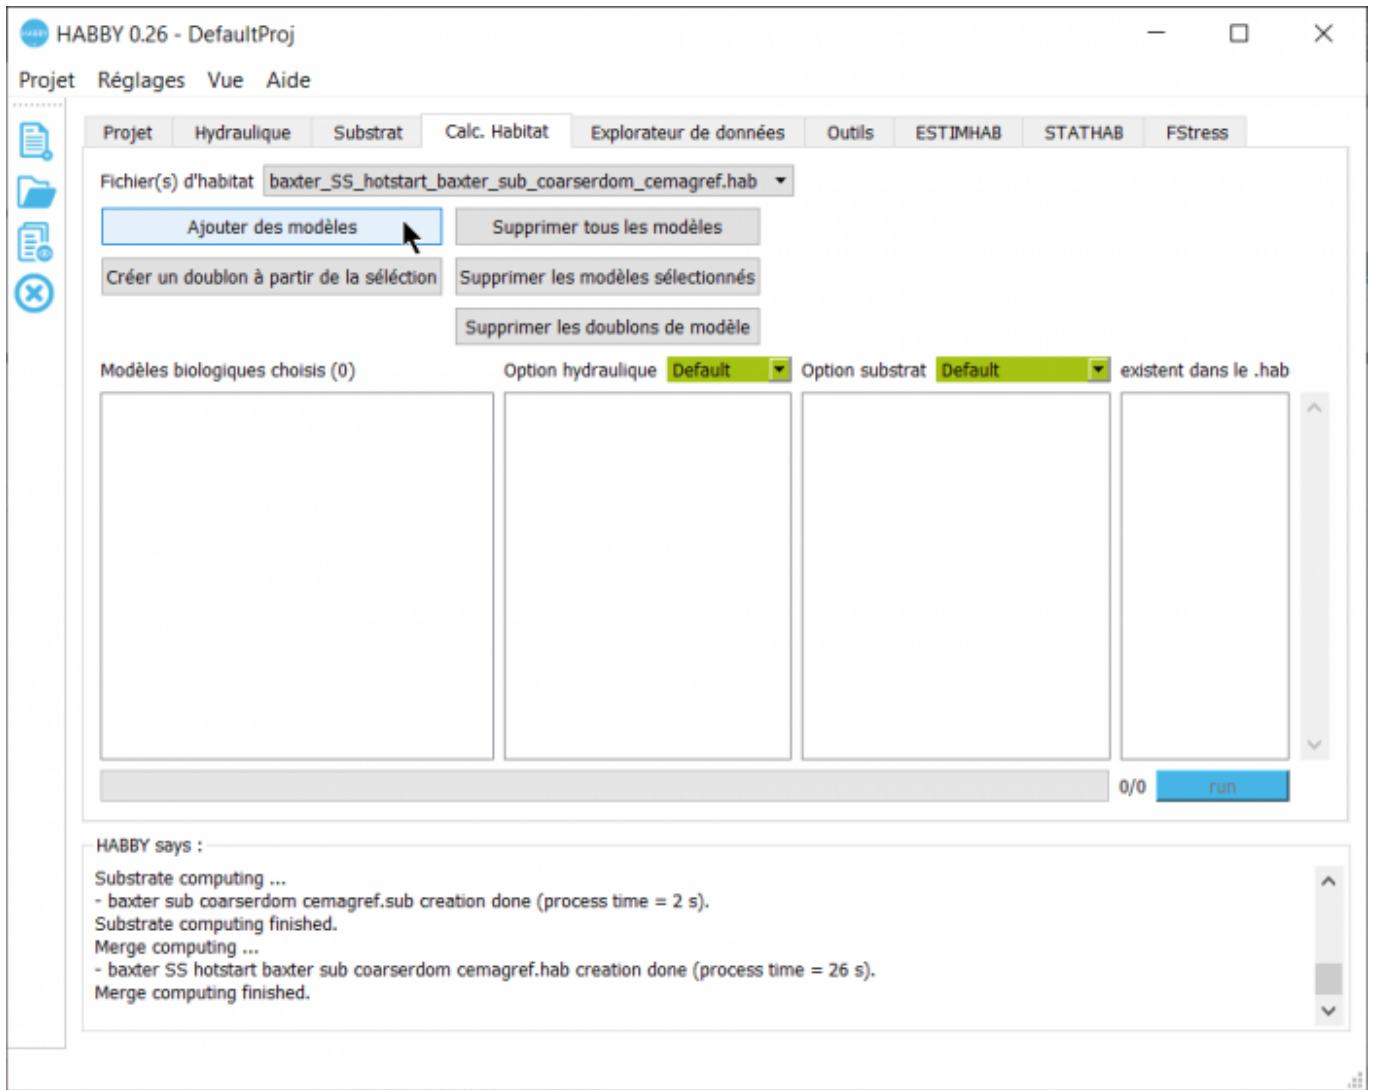 HABBY 0.26 - DefaultProj
Projet Réglages Vue Aide
Projet Hydraulique Substrat Calc. Habitat Explorateur de données Outils ESTIMHAB STATHAB FStress
Fichier(s) d'habitat baxter_SS_hotstart_baxter_sub_coarserdom_cemagref.hab
Ajouter des modèles Supprimer tous les modèles
Créer un doublon à partir de la séléction Supprimer les modèles sélectionnés
Supprimer les doublons de modèle
Modèles biologiques choisis (0) Option hydraulique Default Option substrat Default existent dans le .hab
0/0 run
HABBY says :
Substrate computing ...
- baxter sub coarserdom cemagref.sub creation done (process time = 2 s).
Substrate computing finished.
Merge computing ...
- baxter SS hotstart baxter sub coarserdom cemagref.hab creation done (process time = 26 s).
Merge computing finished.